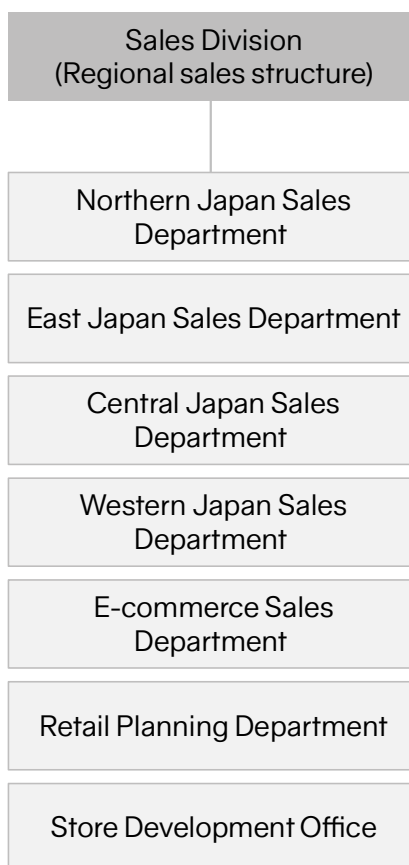 Sales Division
(Regional sales structure)
Northern Japan Sales
Department
East Japan Sales Department
Central Japan Sales
Department
Western Japan Sales
Department
E-commerce Sales
Department
Retail Planning Department
Store Development Office